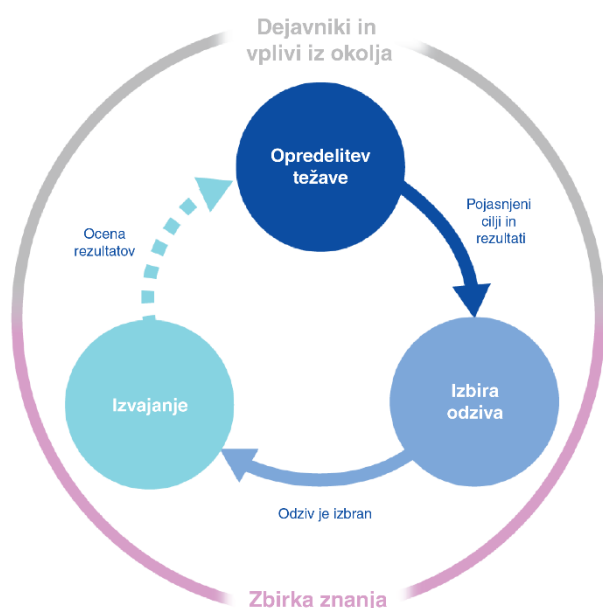 Dejavniki in
vplivi iz okolja
Opredelitev
težave
Pojasnjeni
cilji in
rezultati
Ocena
rezultatov
Izvajanje
Izbira
odziva
Odziv je izbran
Zbirka znanja